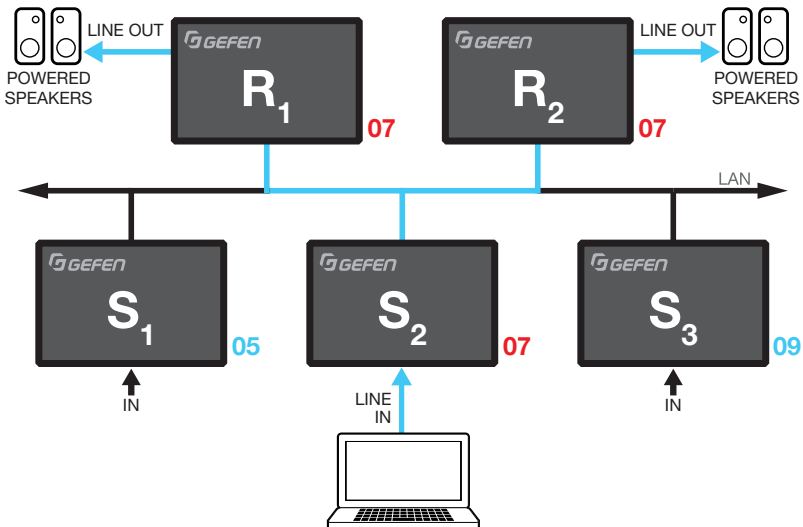 LINE OUT
GEFEN
GEFEN
LINE OUT
POWERED
SPEAKERS
R1
07
R2
07
POWERED
SPEAKERS
LAN
GEFEN
S1
05
GEFEN
S2
07
GEFEN
S3
09
IN
LINE
IN
IN